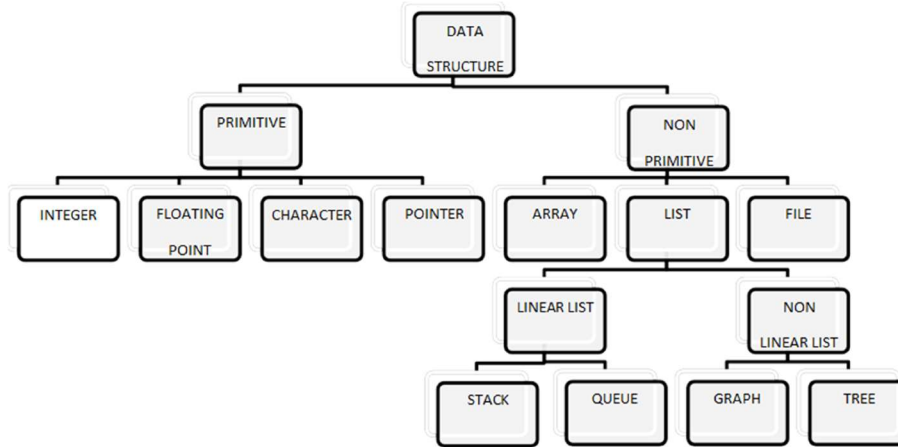 DATA
STRUCTURE
PRIMITIVE
NON
PRIMITIVE
INTEGER
FLOATING
POINT
CHARACTER
POINTER
ARRAY
LIST
FILE
LINEAR LIST
NON
LINEAR LIST
STACK
QUEUE
GRAPH
TREE